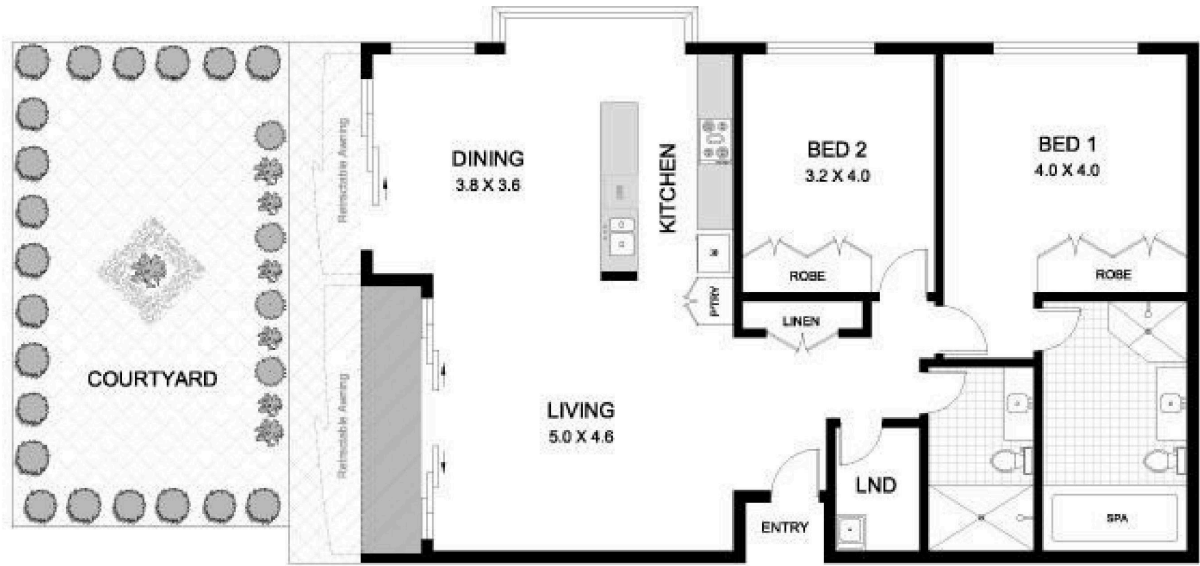 Retractable Awning
DINING
3.8 X 3.6
KITCHEN
BED 2
3.2 X 4.0
BED 1
4.0 X 4.0
ROBE
ROBE
PTRY
LINEN
COURTYARD
Retractable Awning
LIVING
5.0 X 4.6
LND
ENTRY
SPA